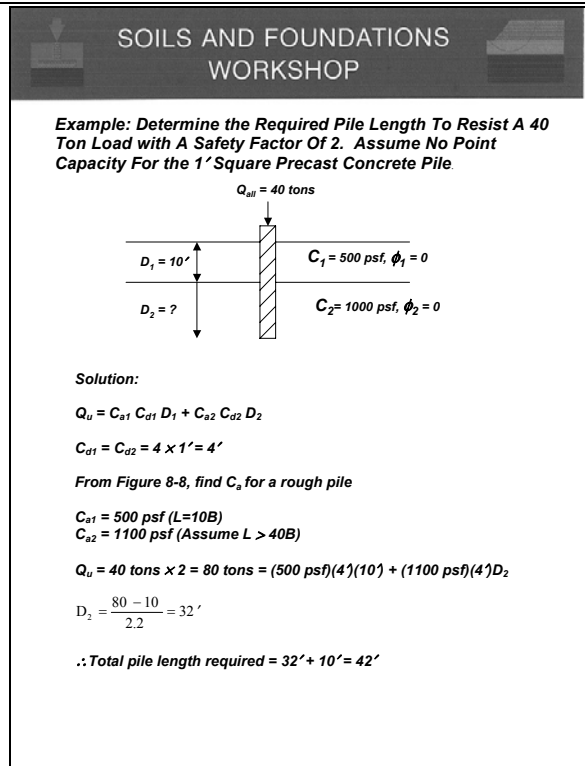 SOILS AND FOUNDATIONS
WORKSHOP
Example: Determine the Required Pile Length To Resist A 40
Ton Load with A Safety Factor Of 2. Assume No Point
Capacity For the 1′ Square Precast Concrete Pile.
Qall = 40 tons
D1 = 10′
C1 = 500 psf, ϕ1 = 0
D2 = ?
C2= 1000 psf, ϕ2 = 0
Solution:
Qu = Ca1 Cd1 D1 + Ca2 Cd2 D2
Cd1 = Cd2 = 4 × 1′ = 4′
From Figure 8-8, find Ca for a rough pile
Ca1 = 500 psf (L=10B)
Ca2 = 1100 psf (Assume L > 40B)
Qu = 40 tons × 2 = 80 tons = (500 psf)(4′)(10′) + (1100 psf)(4′)D2
D2 = (80 − 10)/2.2 = 32 ′
∴Total pile length required = 32′ + 10′ = 42′